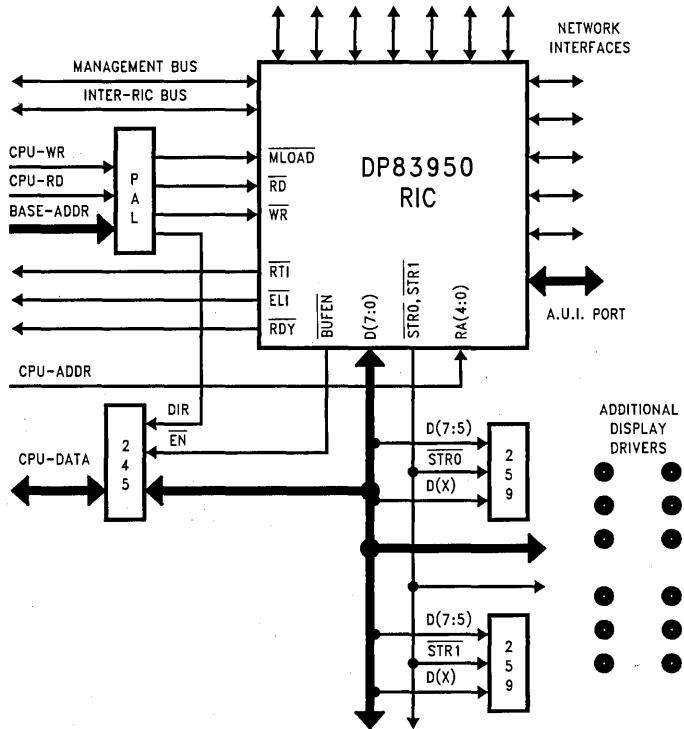 NETWORK
INTERFACES
MANAGEMENT BUS
INTER-RIC BUS
CPU-WR
CPU-RD
BASE-ADDR
P
A
L
MLOAD
RD
WR
DP83950
RIC
RTI
ELI
RDY
BUFEN
D(7:0)
STR0, STR1
RA(4:0)
A.U.I. PORT
CPU-ADDR
DIR
EN
CPU-DATA
2
4
5
D(7:5)
STR0
D(X)
2
5
9
ADDITIONAL
DISPLAY
DRIVERS
D(7:5)
STR1
D(X)
2
5
9